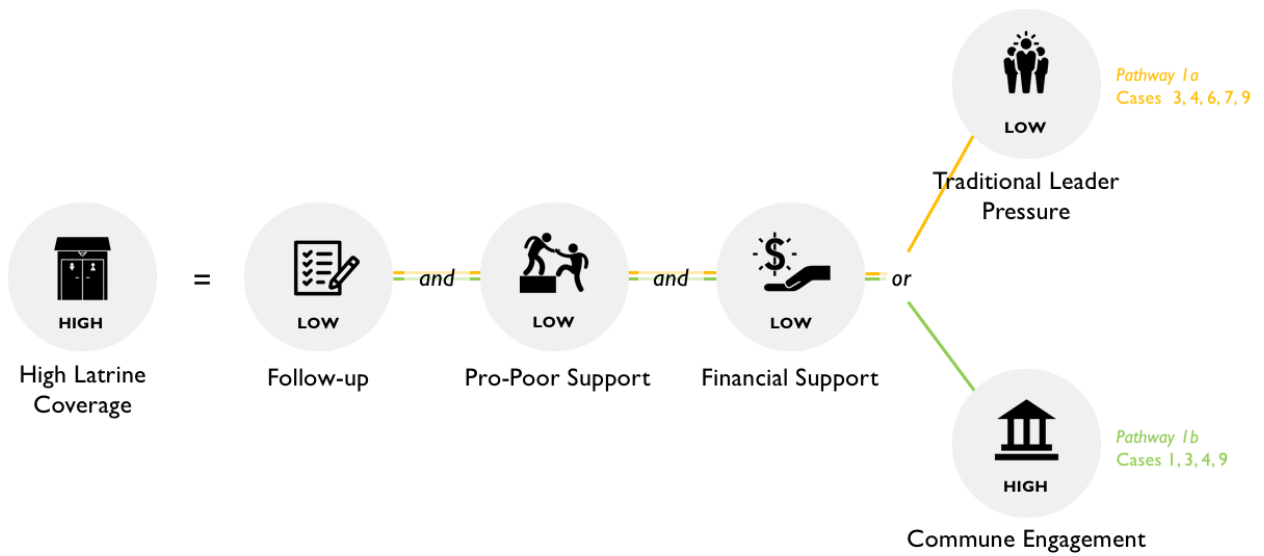 LOW
Traditional Leader
Pressure
Pathway 1a
Cases 3, 4, 6, 7, 9
HIGH
High Latrine
Coverage
=
LOW
Follow-up
and
LOW
Pro-Poor Support
and
$
LOW
Financial Support
or
HIGH
Commune Engagement
Pathway 1b
Cases 1, 3, 4, 9